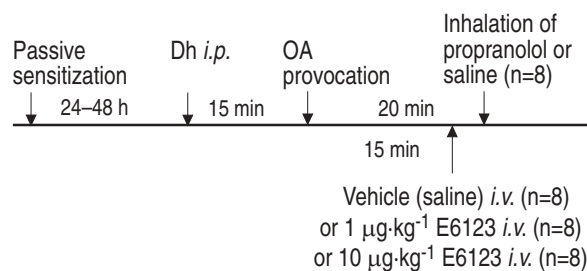 Passive
sensitization
Dh i.p.
OA
provocation
Inhalation of
propranolol or
saline (n=8)
24–48 h
15 min
20 min
15 min
Vehicle (saline) i.v. (n=8)
or 1 µg·kg⁻¹ E6123 i.v. (n=8)
or 10 µg·kg⁻¹ E6123 i.v. (n=8)